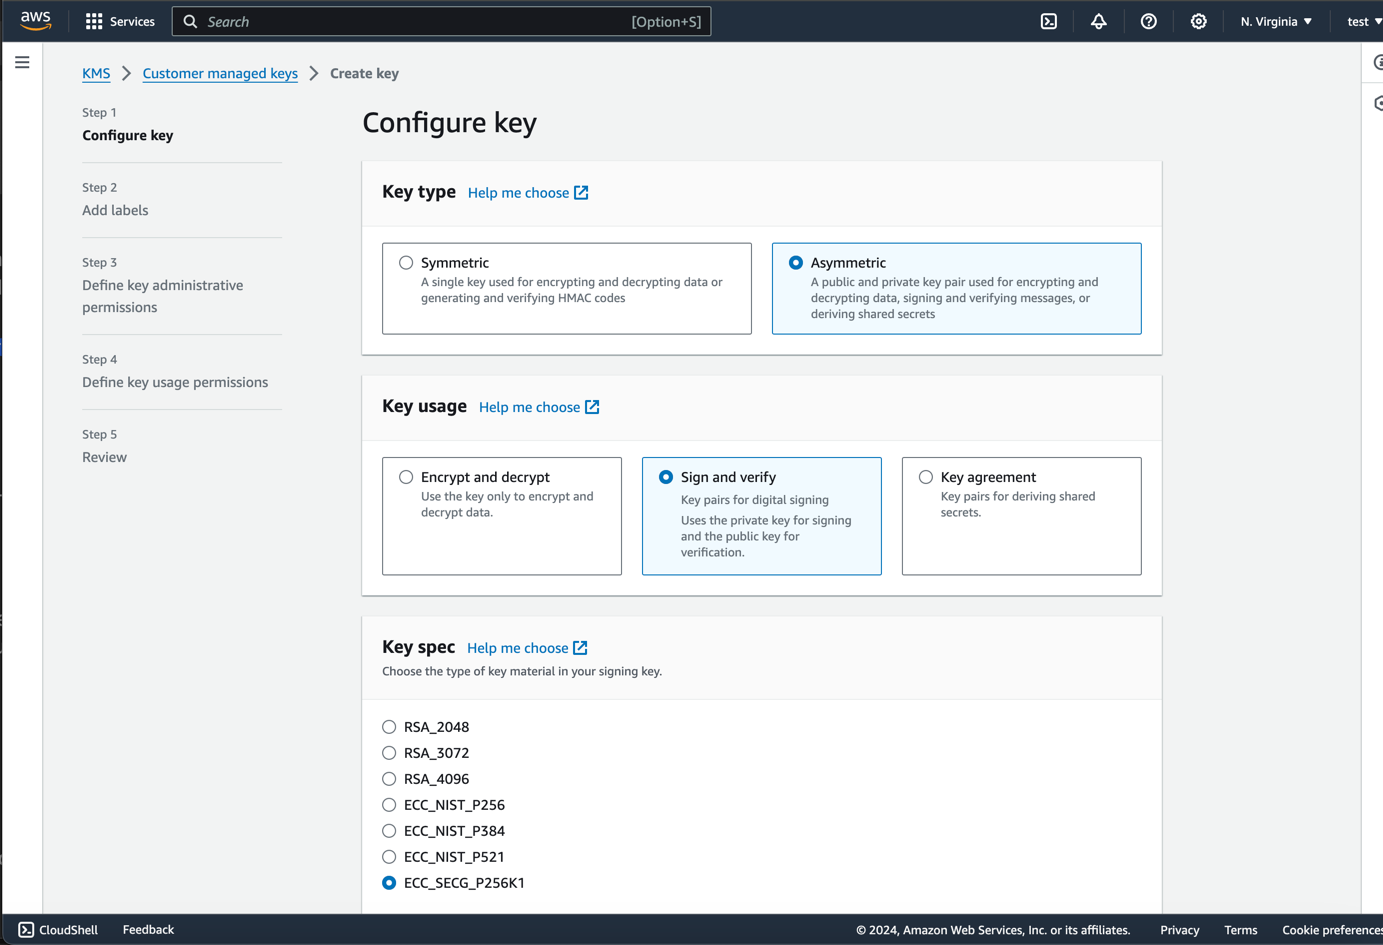 aws
Services
Search
[Option+S]
N. Virginia
test
KMS
Customer managed keys
Create key
Step 1
Configure key
Step 2
Add labels
Step 3
Define key administrative
permissions
Step 4
Define key usage permissions
Step 5
Review
Configure key
Key type
Help me choose
Symmetric
A single key used for encrypting and decrypting data or
generating and verifying HMAC codes
Asymmetric
A public and private key pair used for encrypting and
decrypting data, signing and verifying messages, or
deriving shared secrets
Key usage
Help me choose
Encrypt and decrypt
Use the key only to encrypt and
decrypt data.
Sign and verify
Key pairs for digital signing
Uses the private key for signing
and the public key for
verification.
Key agreement
Key pairs for deriving shared
secrets.
Key spec
Help me choose
Choose the type of key material in your signing key.
RSA_2048
RSA_3072
RSA_4096
ECC_NIST_P256
ECC_NIST_P384
ECC_NIST_P521
ECC_SECG_P256K1
CloudShell
Feedback
© 2024, Amazon Web Services, Inc. or its affiliates.
Privacy
Terms
Cookie preferences